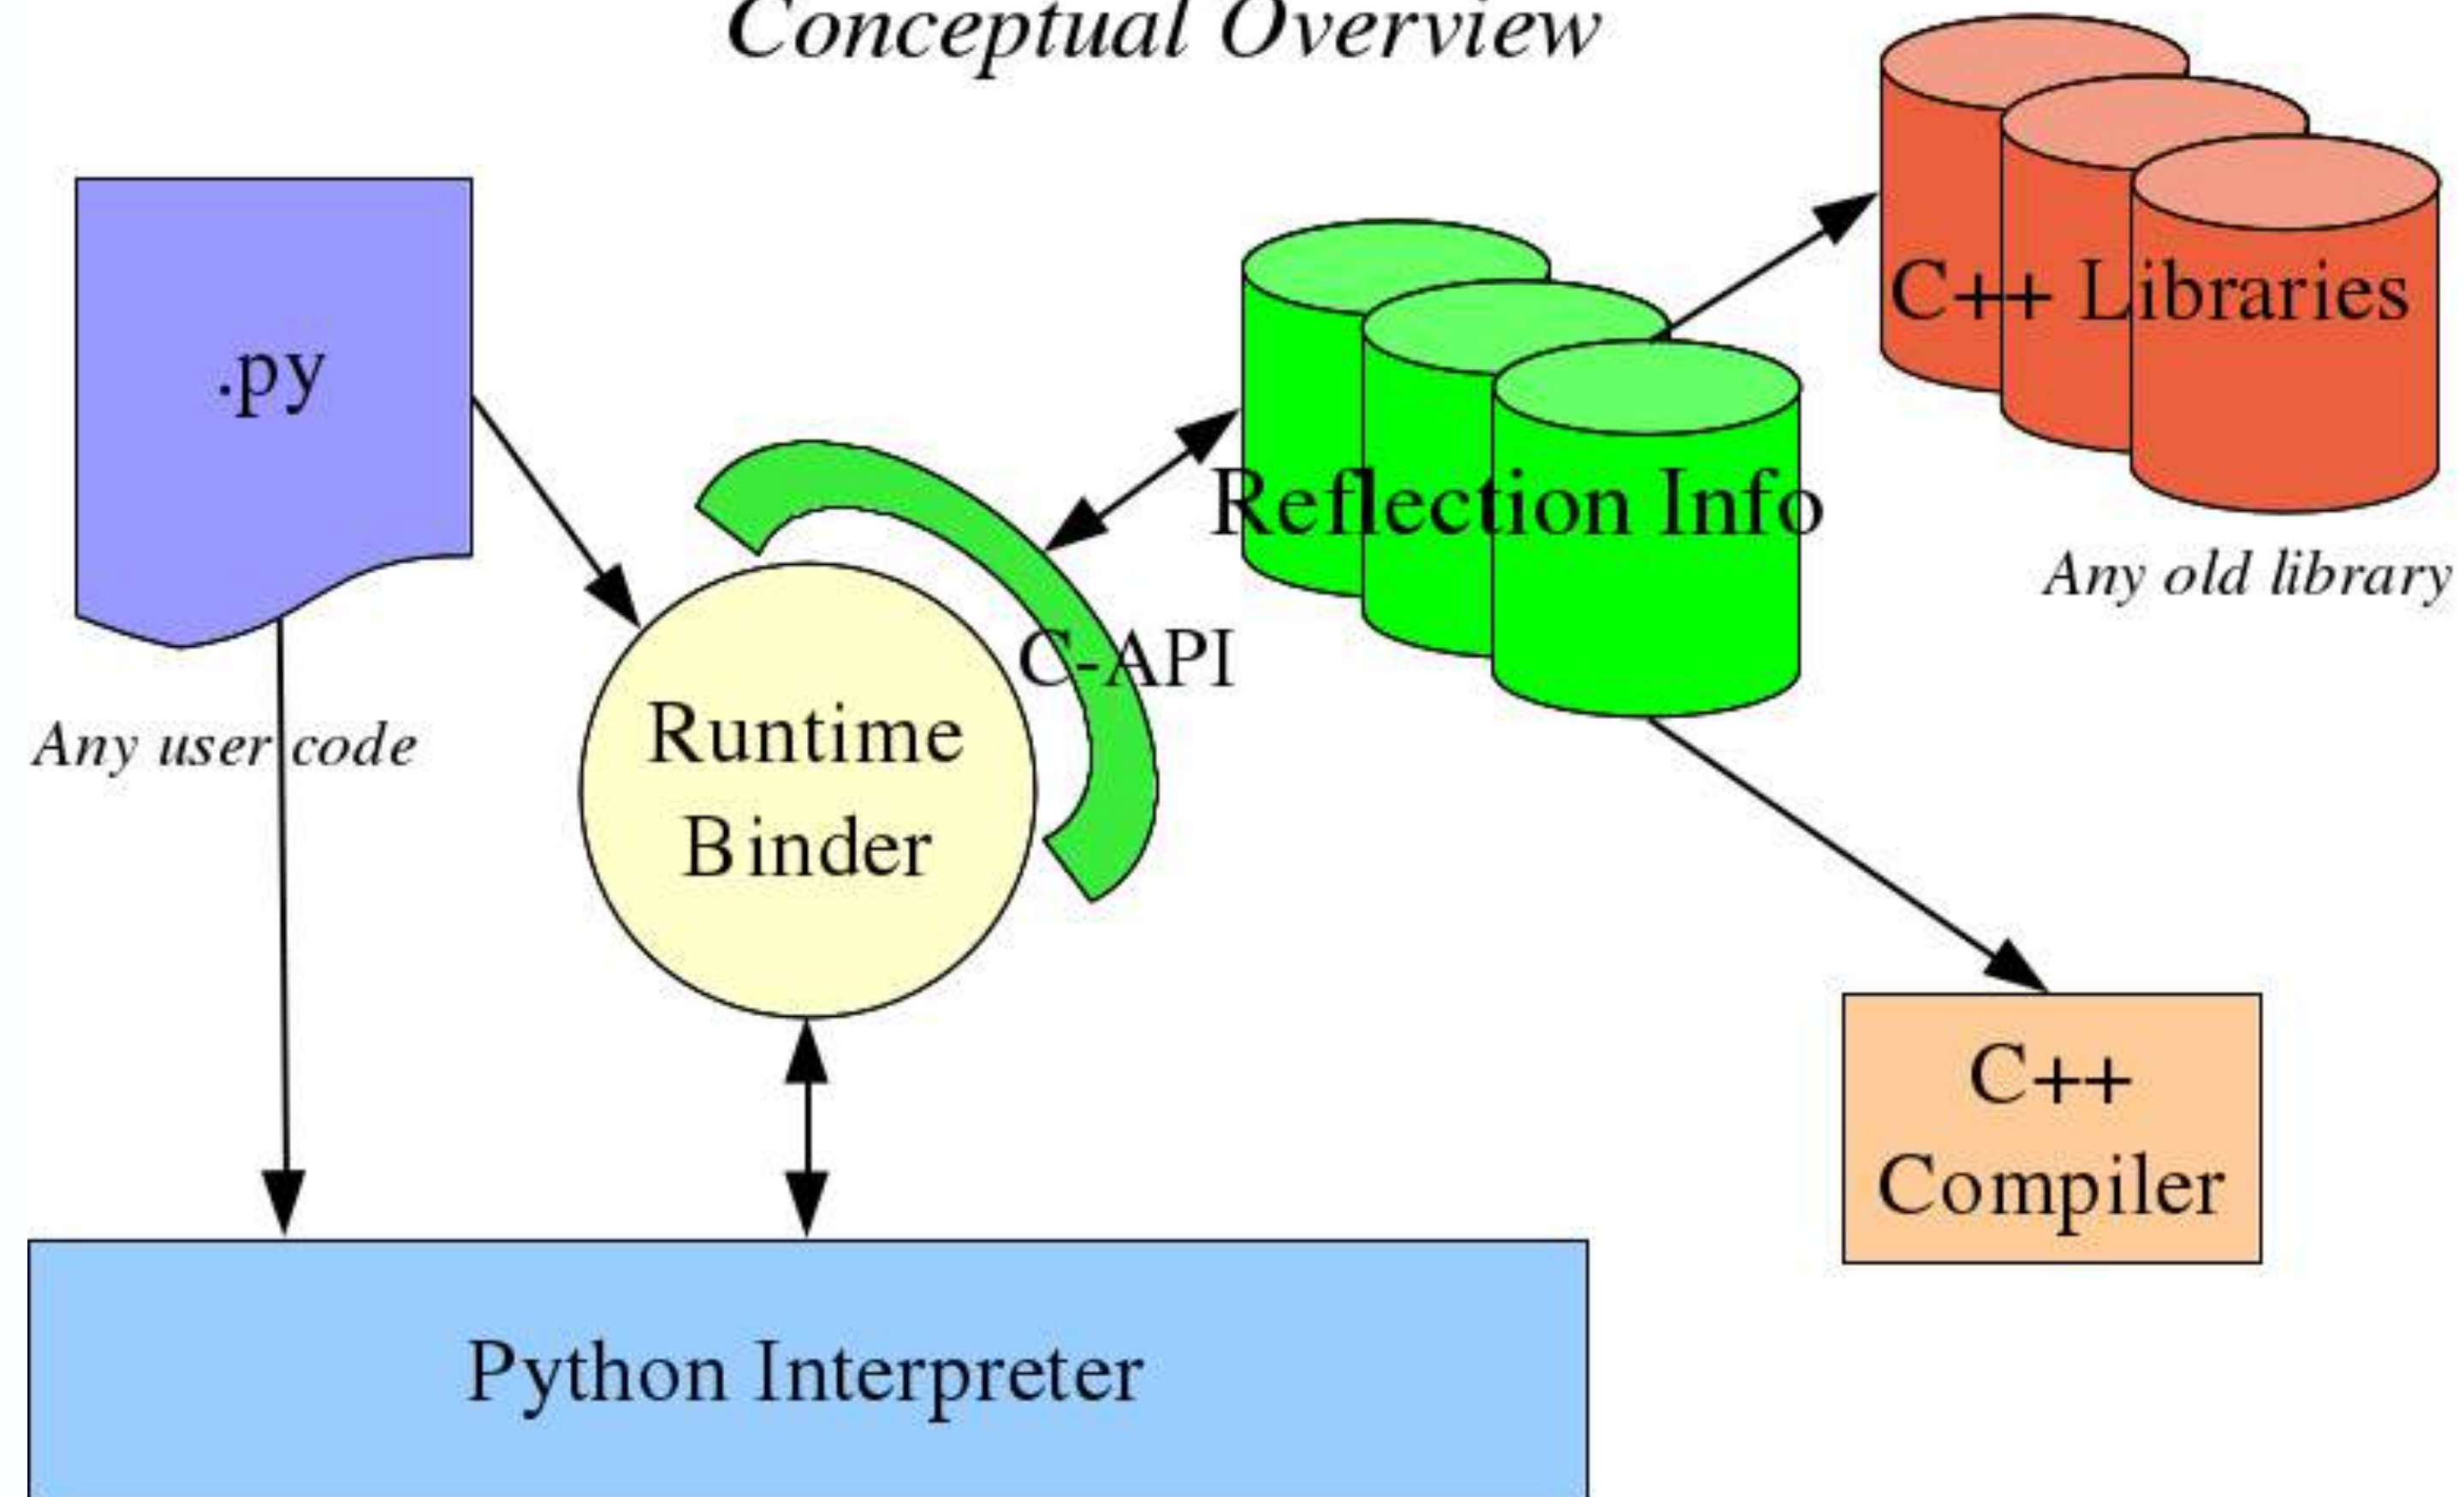 Conceptual Overview
.py
C++ Libraries
Reflection Info
Any old library
C-API
Any user code
Runtime
Binder
C++
Compiler
Python Interpreter